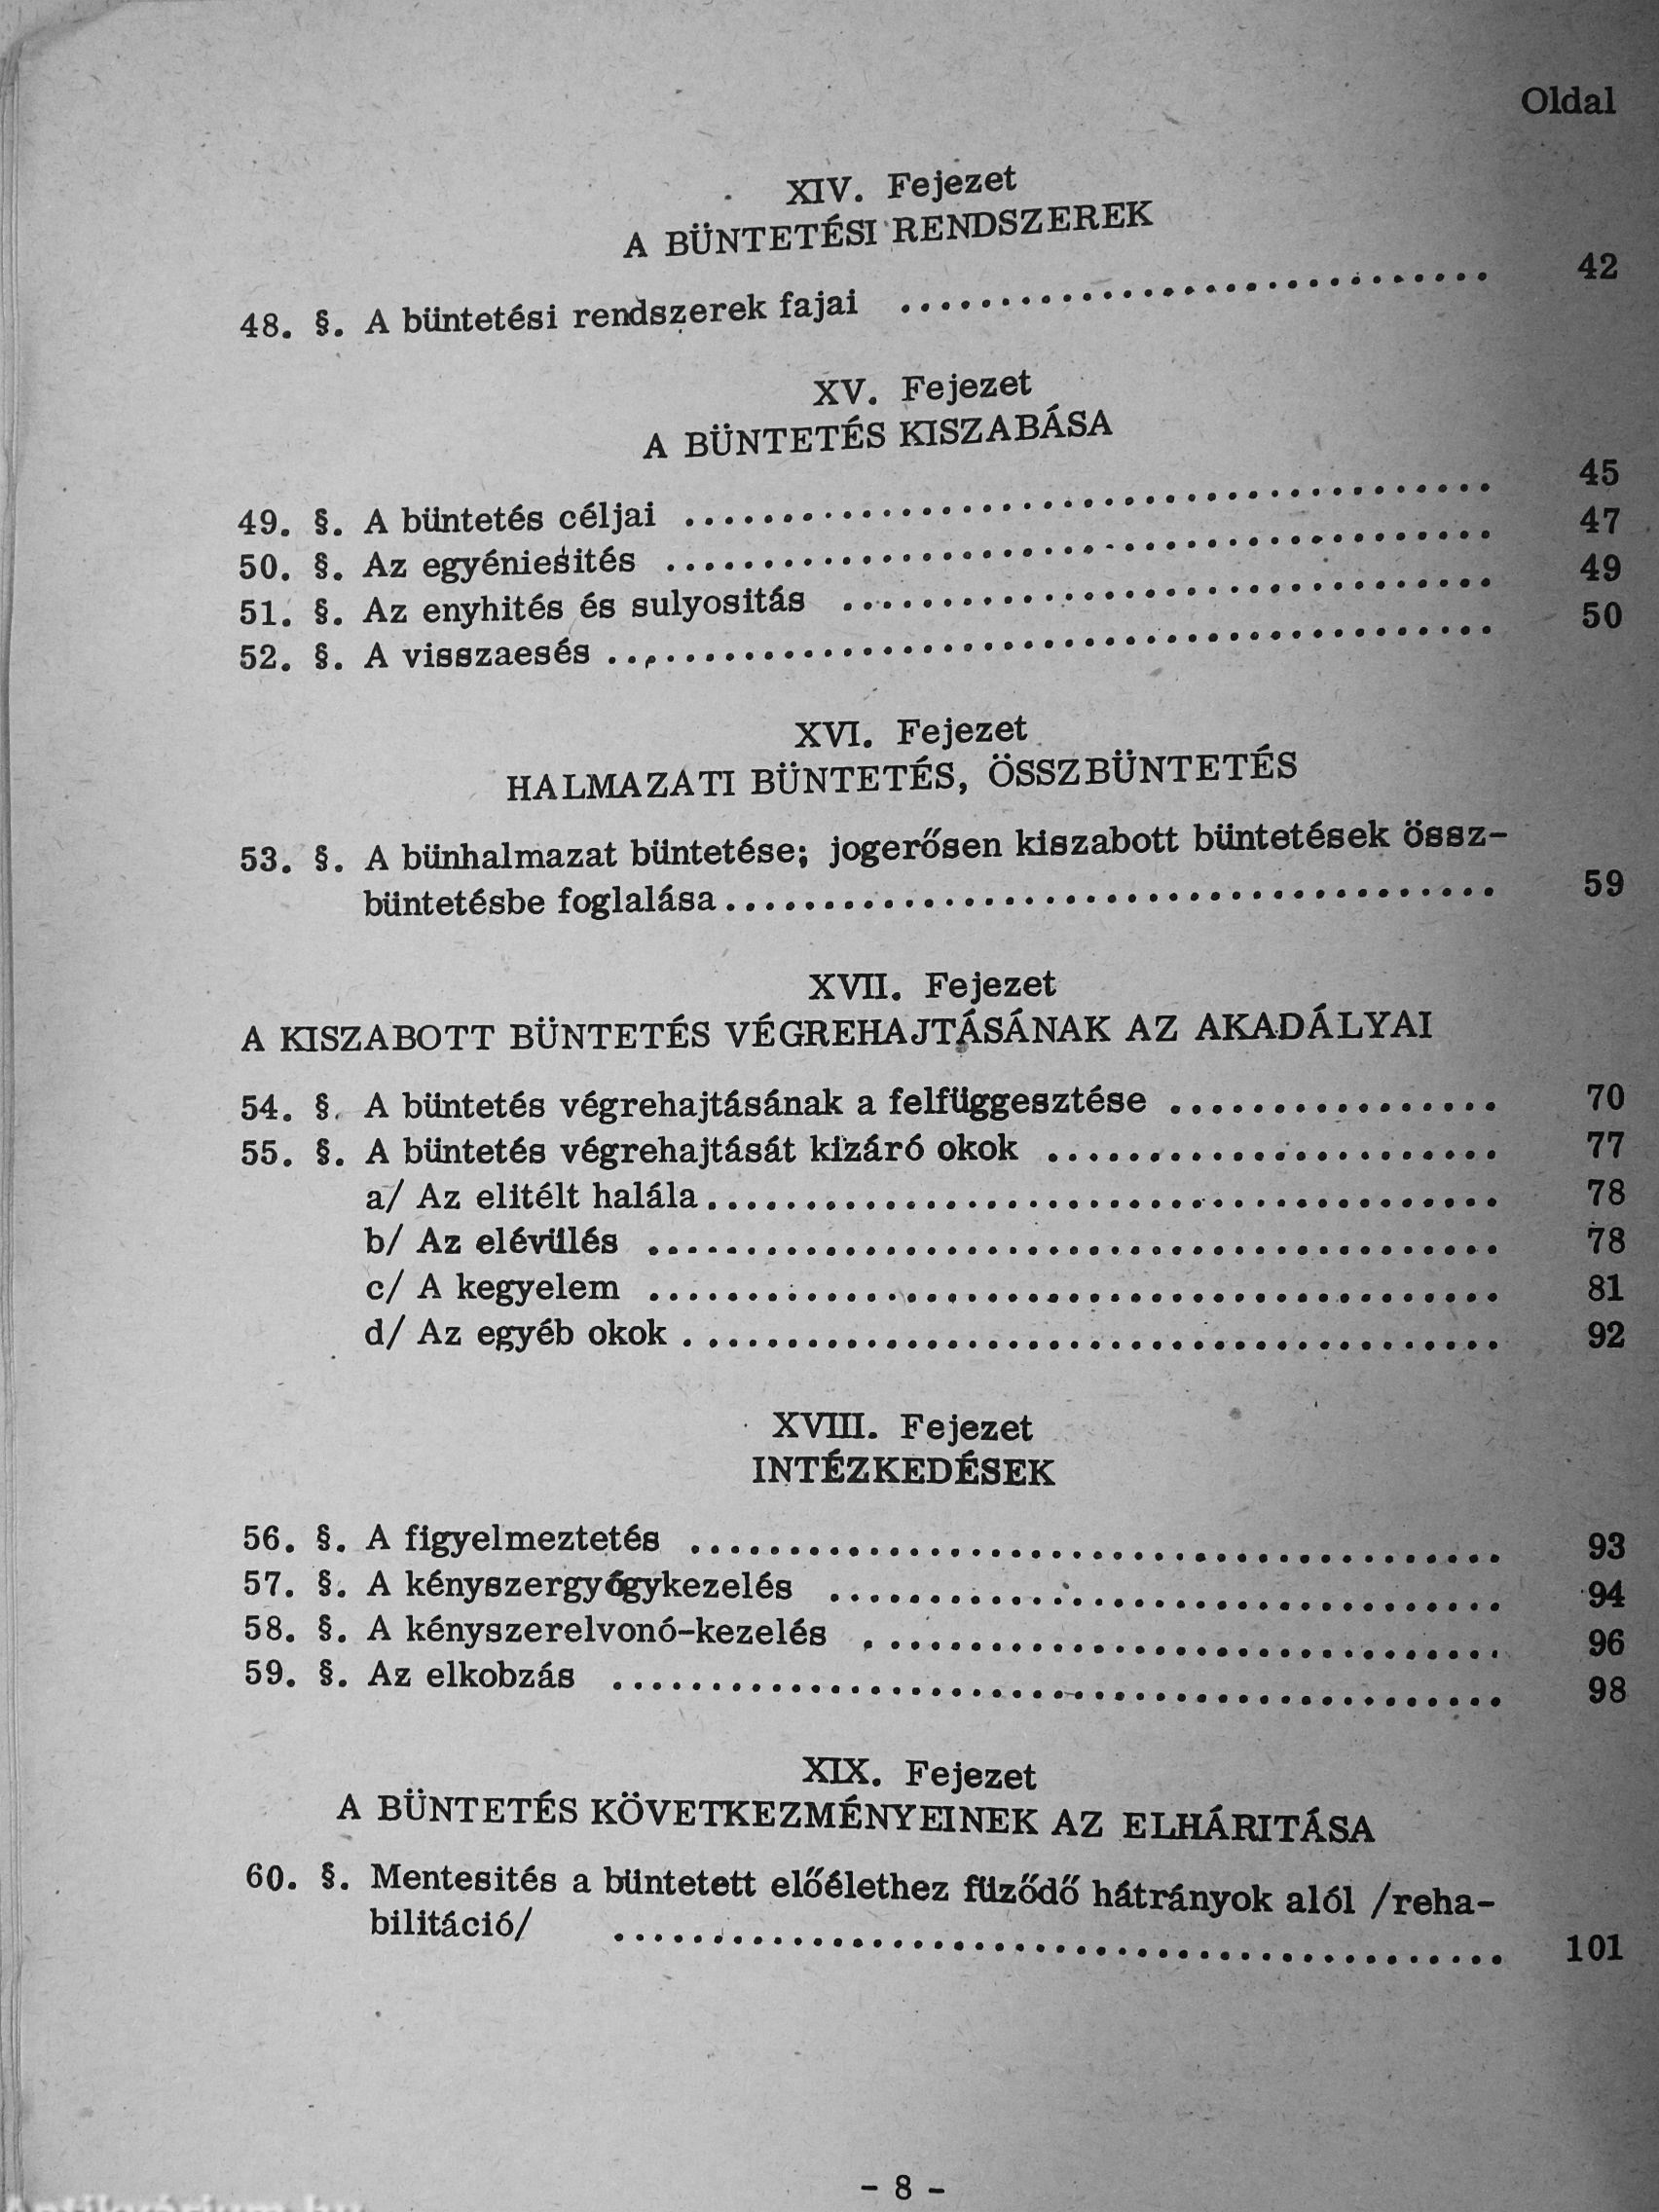 Oldal
XIV. Fejezet
A BÜNTETÉSI RENDSZEREK
48. §. A büntetési rendszerek fajai .............................. 42
XV. Fejezet
A BÜNTETÉS KISZABÁSA
49. §. A büntetés céljai ......................................... 45
50. §. Az egyéniesités .......................................... 47
51. §. Az enyhités és sulyositás ................................. 49
52. §. A visszaesés ............................................. 50
XVI. Fejezet
HALMAZATI BÜNTETÉS, ÖSSZBÜNTETÉS
53. §. A bünhalmazat büntetése; jogerősen kiszabott büntetések össz-
büntetésbe foglalása ....................................... 59
XVII. Fejezet
A KISZABOTT BÜNTETÉS VÉGREHAJTÁSÁNAK AZ AKADÁLYAI
54. §. A büntetés végrehajtásának a felfüggesztése ................. 70
55. §. A büntetés végrehajtását kizáró okok ....................... 77
a/ Az elitélt halála ........................................ 78
b/ Az elévülés ........................................... 78
c/ A kegyelem ........................................... 81
d/ Az egyéb okok ......................................... 92
XVIII. Fejezet
INTÉZKEDÉSEK
56. §. A figyelmeztetés ......................................... 93
57. §. A kényszergyógykezelés .................................. 94
58. §. A kényszerelvonó-kezelés ................................ 96
59. §. Az elkobzás ............................................. 98
XIX. Fejezet
A BÜNTETÉS KÖVETKEZMÉNYEINEK AZ ELHÁRITÁSA
60. §. Mentesités a büntetett előélethez füződő hátrányok alól /reha-
bilitáció/ ............................................. 101
- 8 -
Antikvárium.hu